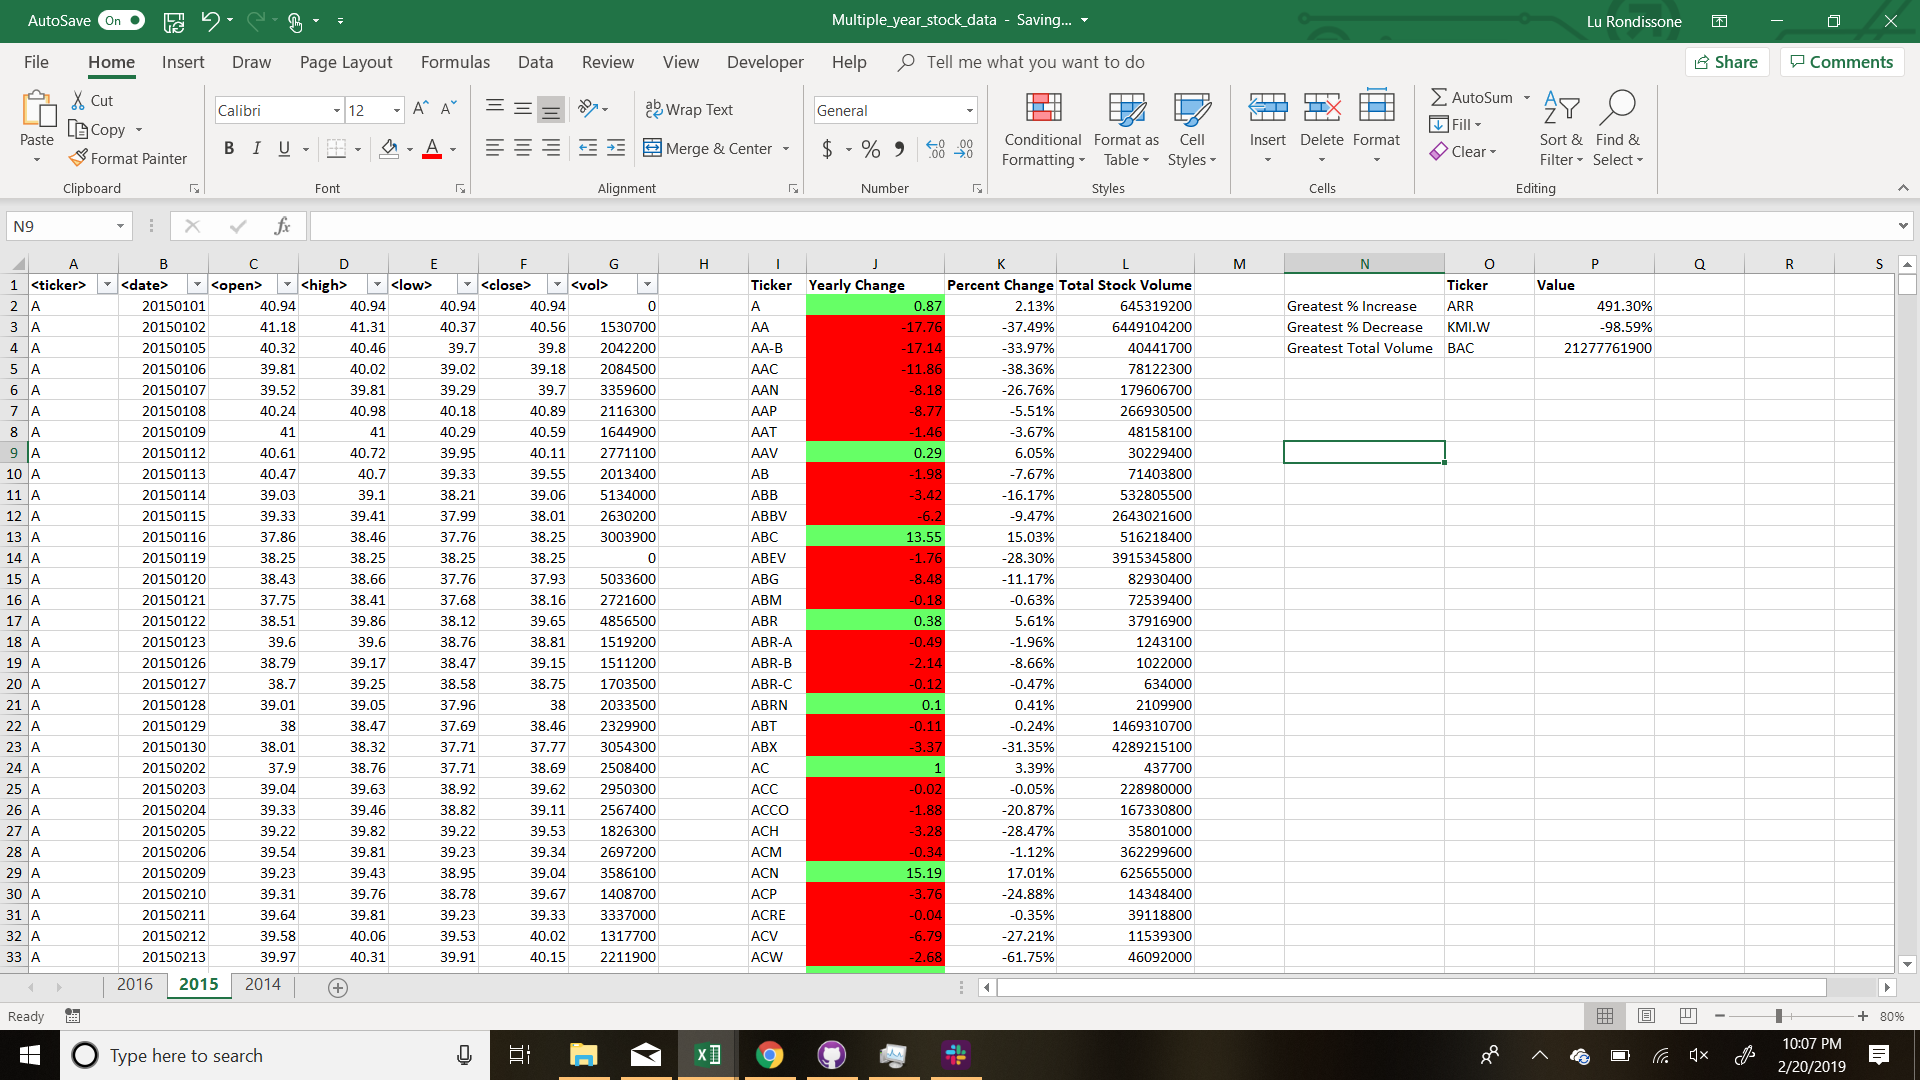 AutoSave On Multiple_year_stock_data - Saving... Lu Rondissone
File Home Insert Draw Page Layout Formulas Data Review View Developer Help Tell me what you want to do Share Comments
Paste Cut Copy Format Painter Clipboard
Calibri 12 A A B I U A Font
ab Wrap Text Merge & Center Alignment
General $ % Number
Conditional Formatting Format as Table Cell Styles Styles
Insert Delete Format Cells
AutoSum Fill Clear Sort & Filter Find & Select Editing
N9 fx
A B C D E F G H I J K L M N O P Q R S
1 <ticker> <date> <open> <high> <low> <close> <vol> Ticker Yearly Change Percent Change Total Stock Volume Ticker Value
2 A 20150101 40.94 40.94 40.94 40.94 0 A 0.87 2.13% 645319200 Greatest % Increase ARR 491.30%
3 A 20150102 41.18 41.31 40.37 40.56 1530700 AA -17.76 -37.49% 6449104200 Greatest % Decrease KMI.W -98.59%
4 A 20150105 40.32 40.46 39.7 39.8 2042200 AA-B -17.14 -33.97% 40441700 Greatest Total Volume BAC 21277761900
5 A 20150106 39.81 40.02 39.02 39.18 2084500 AAC -11.86 -38.36% 78122300
6 A 20150107 39.52 39.81 39.29 39.7 3359600 AAN -8.18 -26.76% 179606700
7 A 20150108 40.24 40.98 40.18 40.89 2116300 AAP -8.77 -5.51% 266930500
8 A 20150109 41 41 40.29 40.59 1644900 AAT -1.46 -3.67% 48158100
9 A 20150112 40.61 40.72 39.95 40.11 2771100 AAV 0.29 6.05% 30229400
10 A 20150113 40.47 40.7 39.33 39.55 2013400 AB -1.98 -7.67% 71403800
11 A 20150114 39.03 39.1 38.21 39.06 5134000 ABB -3.42 -16.17% 532805500
12 A 20150115 39.33 39.41 37.99 38.01 2630200 ABBV -6.2 -9.47% 2643021600
13 A 20150116 37.86 38.46 37.76 38.25 3003900 ABC 13.55 15.03% 516218400
14 A 20150119 38.25 38.25 38.25 38.25 0 ABEV -1.76 -28.30% 3915345800
15 A 20150120 38.43 38.66 37.76 37.93 5033600 ABG -8.48 -11.17% 82930400
16 A 20150121 37.75 38.41 37.68 38.16 2721600 ABM -0.18 -0.63% 72539400
17 A 20150122 38.51 39.86 38.12 39.65 4856500 ABR 0.38 5.61% 37916900
18 A 20150123 39.6 39.6 38.76 38.81 1519200 ABR-A -0.49 -1.96% 1243100
19 A 20150126 38.79 39.17 38.47 39.15 1511200 ABR-B -2.14 -8.66% 1022000
20 A 20150127 38.7 39.25 38.58 38.75 1703500 ABR-C -0.12 -0.47% 634000
21 A 20150128 39.01 39.05 37.96 38 2033500 ABRN 0.1 0.41% 2109900
22 A 20150129 38 38.47 37.69 38.46 2329900 ABT -0.11 -0.24% 1469310700
23 A 20150130 38.01 38.32 37.71 37.77 3054300 ABX -3.37 -31.35% 4289215100
24 A 20150202 37.9 38.76 37.71 38.69 2508400 AC 1 3.39% 437700
25 A 20150203 39.04 39.63 38.92 39.62 2950300 ACC -0.02 -0.05% 228980000
26 A 20150204 39.33 39.46 38.82 39.11 2567400 ACCO -1.88 -20.87% 167330800
27 A 20150205 39.22 39.82 39.22 39.53 1826300 ACH -3.28 -28.47% 35801000
28 A 20150206 39.54 39.81 39.23 39.34 2697200 ACM -0.34 -1.12% 362299600
29 A 20150209 39.23 39.43 38.95 39.04 3586100 ACN 15.19 17.01% 625655000
30 A 20150210 39.31 39.76 38.78 39.67 1408700 ACP -3.76 -24.88% 14348400
31 A 20150211 39.64 39.81 39.23 39.33 3337000 ACRE -0.04 -0.35% 39118800
32 A 20150212 39.58 40.06 39.53 40.02 1317700 ACV -6.79 -27.21% 11539300
33 A 20150213 39.97 40.31 39.91 40.15 2211900 ACW -2.68 -61.75% 46092000
2016 2015 2014
Ready 80%
Type here to search 10:07 PM
2/20/2019